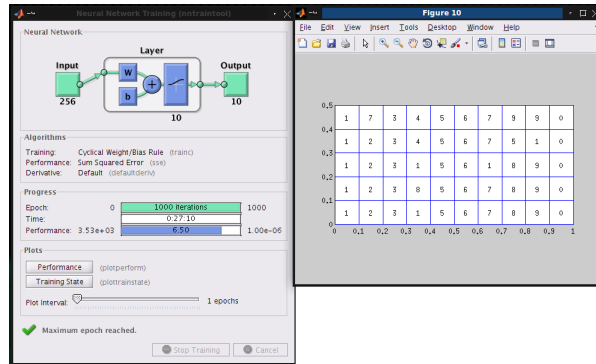 Neural Network Training (nntraintool)
Neural Network
Layer
Input
W
b
Output
256
10
10
Algorithms
Training: Cyclical Weight/Bias Rule (trainc)
Performance: Sum Squared Error (sse)
Derivative: Default (defaultderiv)
Progress
Epoch: 0 1000 iterations 1000
Time: 0:27:10
Performance: 3.53e+03 6.50 1.00e-06
Plots
Performance (plotperform)
Training State (plottrainstate)
Plot Interval: 1 epochs
Maximum epoch reached.
Stop Training Cancel
Figure 10
File Edit View Insert Tools Desktop Window Help
0.5
1 7 3 4 5 6 7 9 9 0
0.4
1 2 3 4 5 6 7 5 1 0
0.3
1 2 3 1 5 6 1 8 9 0
0.2
1 2 3 8 5 6 7 8 9 0
0.1
1 2 3 1 5 6 7 8 9 0
0
0 0.1 0.2 0.3 0.4 0.5 0.6 0.7 0.8 0.9 1